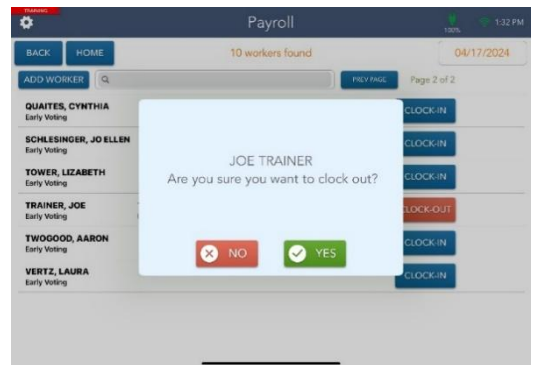 TRAINING
Payroll
100%
1:32 PM
BACK
HOME
10 workers found
04/17/2024
ADD WORKER
PREV PAGE
Page 2 of 2
QUAITES, CYNTHIA
Early Voting
CLOCK-IN
SCHLESINGER, JO ELLEN
Early Voting
CLOCK-IN
TOWER, LIZABETH
Early Voting
CLOCK-IN
TRAINER, JOE
Early Voting
CLOCK-OUT
TWOGOOD, AARON
Early Voting
CLOCK-IN
VERTZ, LAURA
Early Voting
CLOCK-IN
JOE TRAINER
Are you sure you want to clock out?
NO
YES